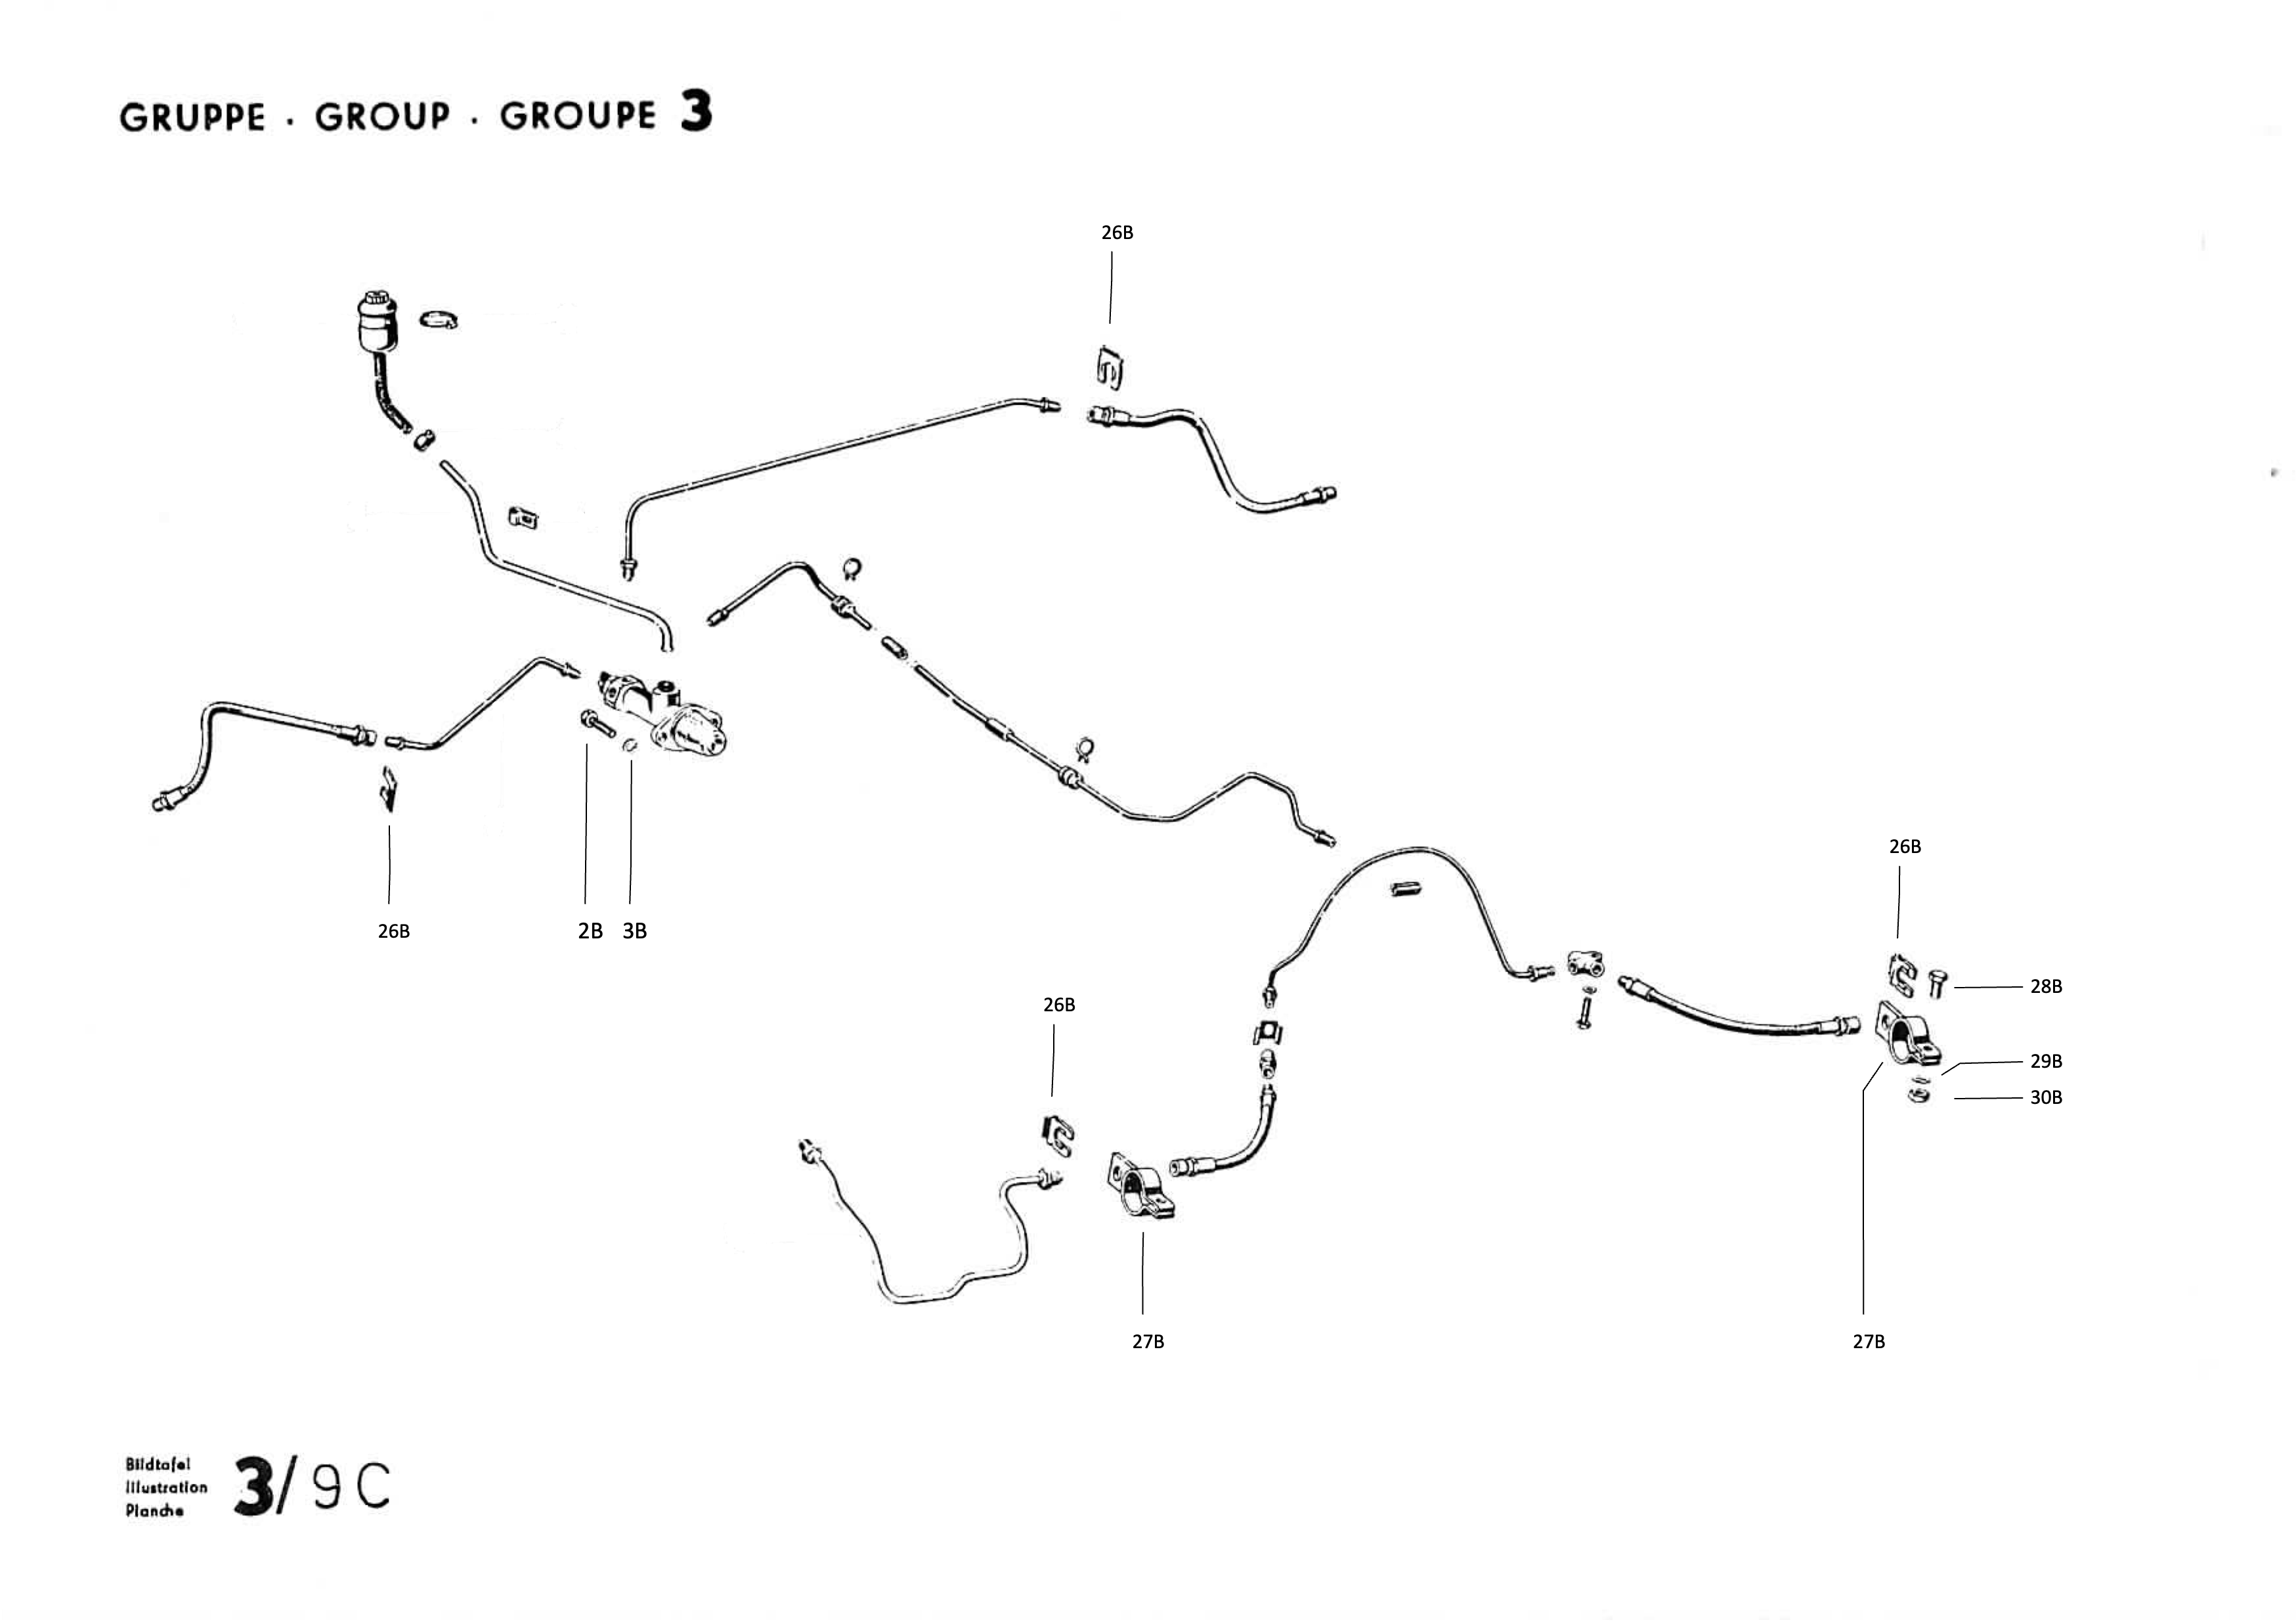 GRUPPE · GROUP · GROUPE 3
26B
26B
2B 3B
26B
28B
26B
29B
30B
27B
27B
Bildtafel
Illustration
Planche
3/9C